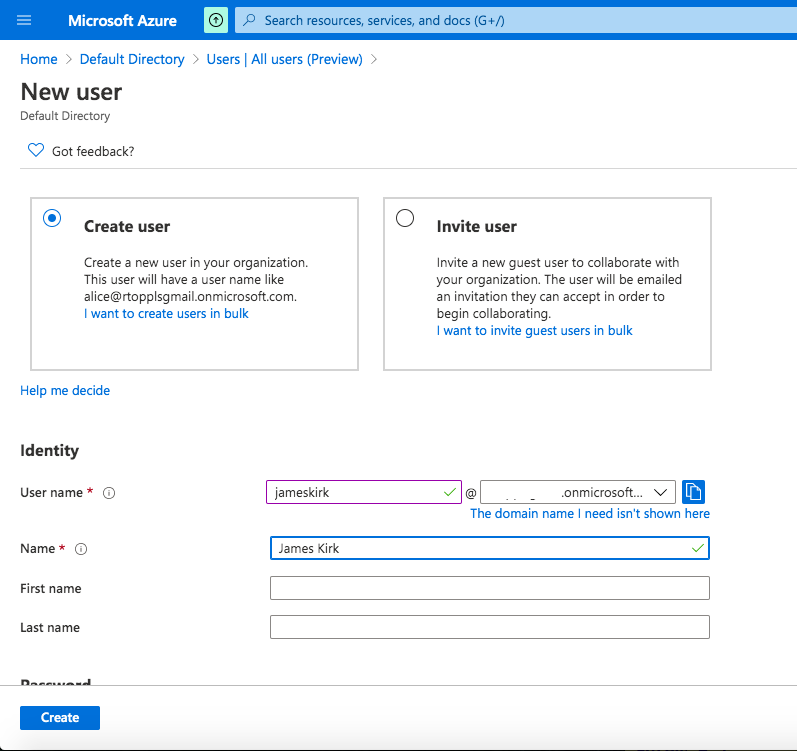 Microsoft Azure
Search resources, services, and docs (G+/)
Home > Default Directory > Users | All users (Preview) >
New user
Default Directory
Got feedback?
Create user
Create a new user in your organization.
This user will have a user name like
alice@rtopplsgmail.onmicrosoft.com.
I want to create users in bulk
Invite user
Invite a new guest user to collaborate with
your organization. The user will be emailed
an invitation they can accept in order to
begin collaborating.
I want to invite guest users in bulk
Help me decide
Identity
User name * jameskirk @ .onmicrosoft...
The domain name I need isn't shown here
Name * James Kirk
First name
Last name
Password
Create